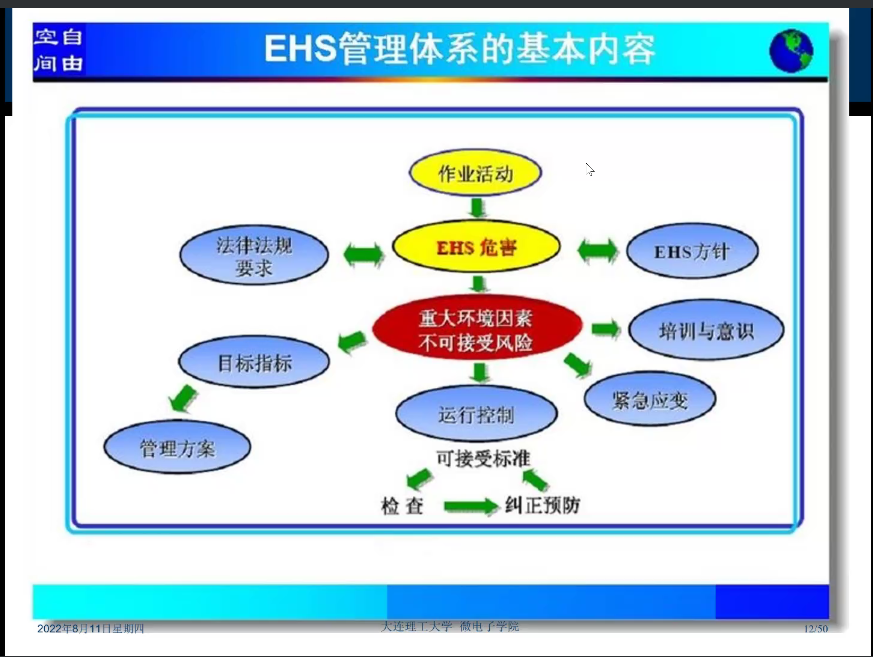 空自
间由
EHS管理体系的基本内容
作业活动
法律法规
要求
EHS 危害
EHS方针
重大环境因素
不可接受风险
培训与意识
目标指标
紧急应变
运行控制
管理方案
可接受标准
检 查
纠正预防
2022年8月11日星期四
大连理工大学 微电子学院
12/50